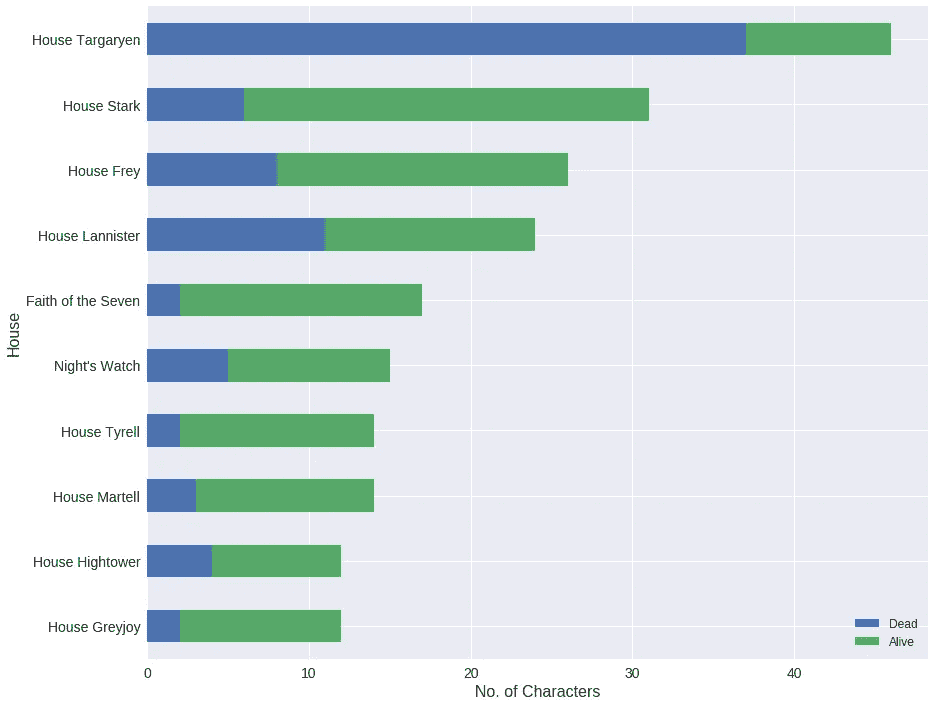 House Targaryen
House Stark
House Frey
House Lannister
Faith of the Seven
Night's Watch
House Tyrell
House Martell
House Hightower
House Greyjoy
House
0 10 20 30 40
No. of Characters
Dead
Alive